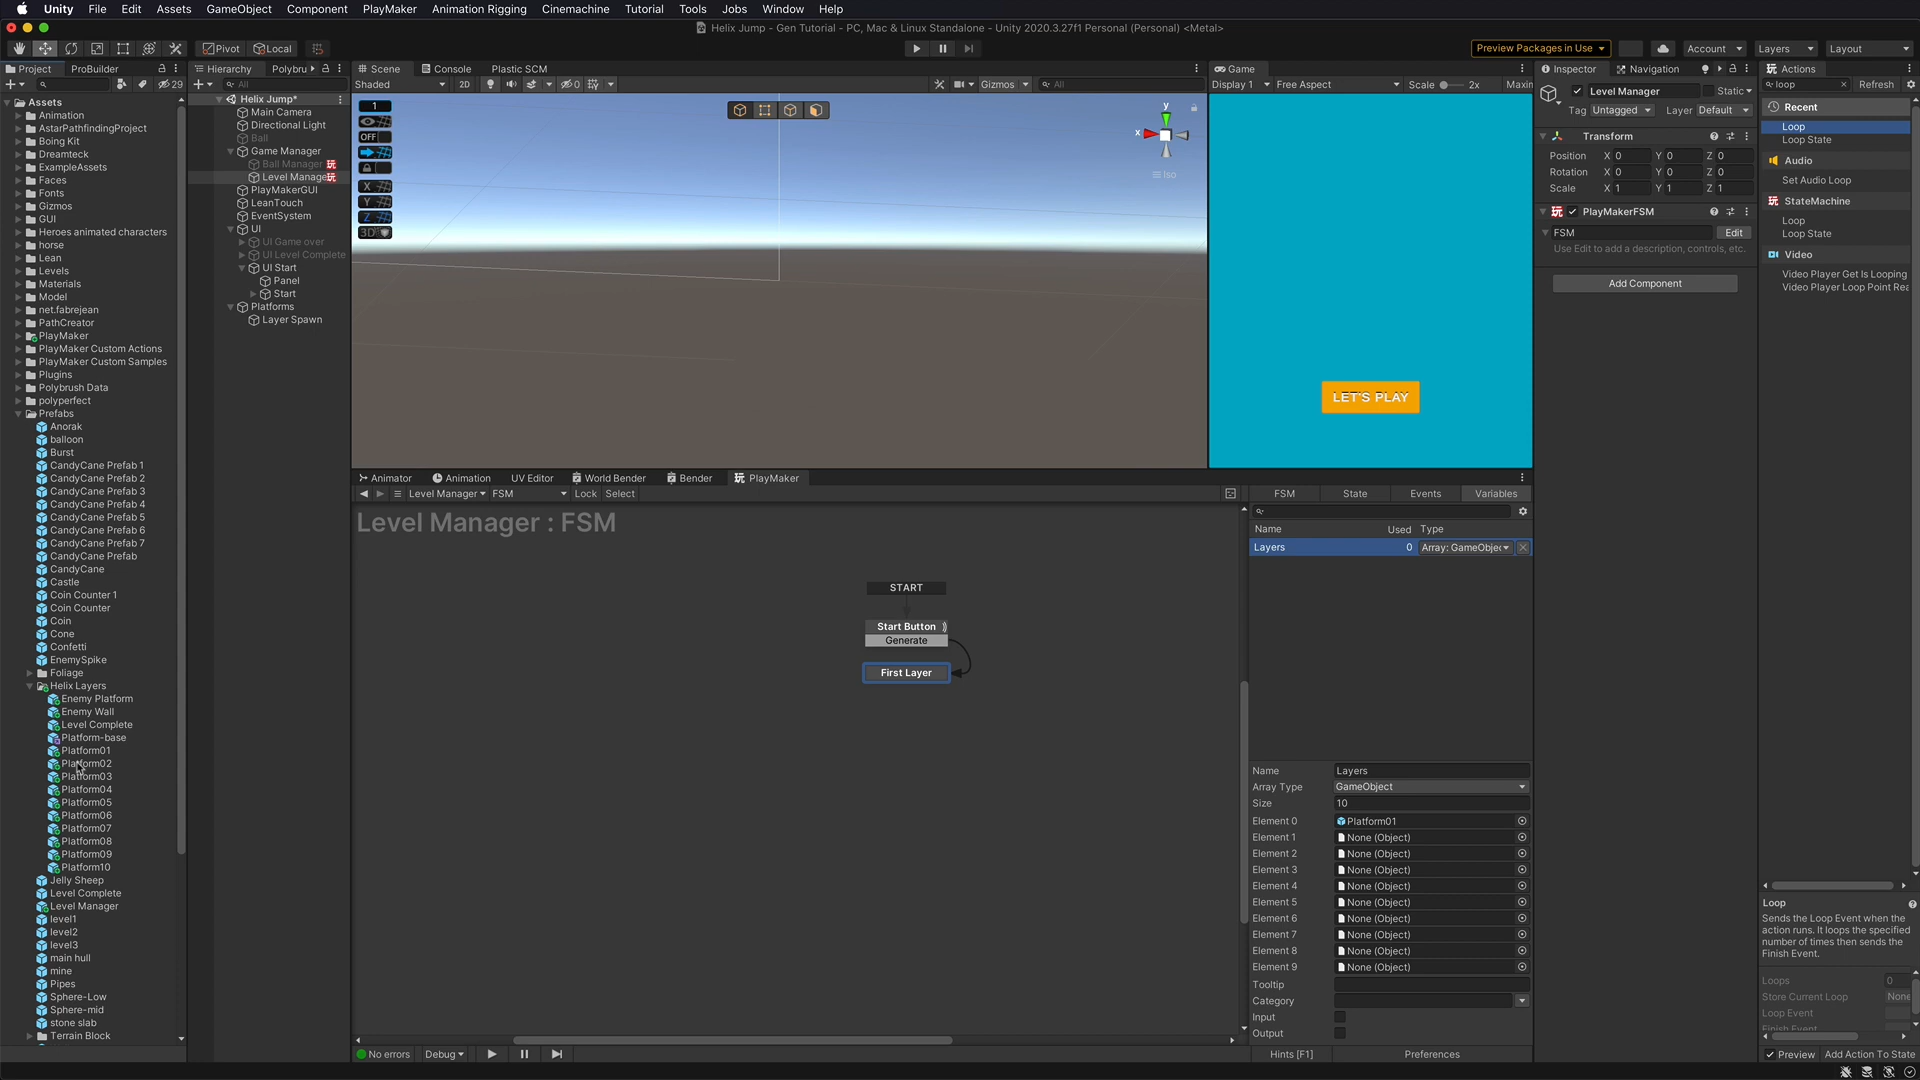 Unity File Edit Assets GameObject Component PlayMaker Animation Rigging Cinemachine Tutorial Tools Jobs Window Help
Helix Jump - Gen Tutorial - PC, Mac & Linux Standalone - Unity 2020.3.27f1 Personal (Personal) <Metal>
Pivot Local Preview Packages in Use Account Layers Layout
Project ProBuilder
29
Assets
Animation
AstarPathfindingProject
Boing Kit
Dreamteck
ExampleAssets
Faces
Fonts
Gizmos
GUI
Heroes animated characters
horse
Lean
Levels
Materials
Model
net.fabrejean
PathCreator
PlayMaker
PlayMaker Custom Actions
PlayMaker Custom Samples
Plugins
Polybrush Data
polyperfect
Prefabs
Anorak
balloon
Burst
CandyCane Prefab 1
CandyCane Prefab 2
CandyCane Prefab 3
CandyCane Prefab 4
CandyCane Prefab 5
CandyCane Prefab 6
CandyCane Prefab 7
CandyCane Prefab
CandyCane
Castle
Coin Counter 1
Coin Counter
Coin
Cone
Confetti
EnemySpike
Foliage
Helix Layers
Enemy Platform
Enemy Wall
Level Complete
Platform-base
Platform01
Platform02
Platform03
Platform04
Platform05
Platform06
Platform07
Platform08
Platform09
Platform10
Jelly Sheep
Level Complete
Level Manager
level1
level2
level3
main hull
mine
Pipes
Sphere-Low
Sphere-mid
stone slab
Terrain Block
Hierarchy Polybru
All
Helix Jump*
Main Camera
Directional Light
Ball
Game Manager
Ball Manager
Level Manage
PlayMakerGUI
LeanTouch
EventSystem
UI
UI Game over
UI Level Complete
UI Start
Panel
Start
Platforms
Layer Spawn
Scene Console Plastic SCM
Shaded 2D 0 Gizmos All
1
OFF
X
Y
Z
3D
y
x
Iso
Game
Display 1 Free Aspect Scale 2x Maxin
LET'S PLAY
Animator Animation UV Editor World Bender Bender PlayMaker
Level Manager FSM Lock Select
Level Manager : FSM
START
Start Button
Generate
First Layer
No errors Debug
FSM State Events Variables
Name Used Type
Layers 0 Array: GameObjec
Name Layers
Array Type GameObject
Size 10
Element 0 Platform01
Element 1 None (Object)
Element 2 None (Object)
Element 3 None (Object)
Element 4 None (Object)
Element 5 None (Object)
Element 6 None (Object)
Element 7 None (Object)
Element 8 None (Object)
Element 9 None (Object)
Tooltip
Category
Input
Output
Hints [F1] Preferences
Inspector Navigation
Level Manager Static
Tag Untagged Layer Default
Transform
Position X 0 Y 0 Z 0
Rotation X 0 Y 0 Z 0
Scale X 1 Y 1 Z 1
PlayMakerFSM
FSM Edit
Use Edit to add a description, controls, etc.
Add Component
Actions
loop Refresh
Recent
Loop
Loop State
Audio
Set Audio Loop
StateMachine
Loop
Loop State
Video
Video Player Get Is Looping
Video Player Loop Point Rea
Loop
Sends the Loop Event when the
action runs. It loops the specified
number of times then sends the
Finish Event.
Loops 0
Store Current Loop None
Loop Event
Finish Event
Preview Add Action To State